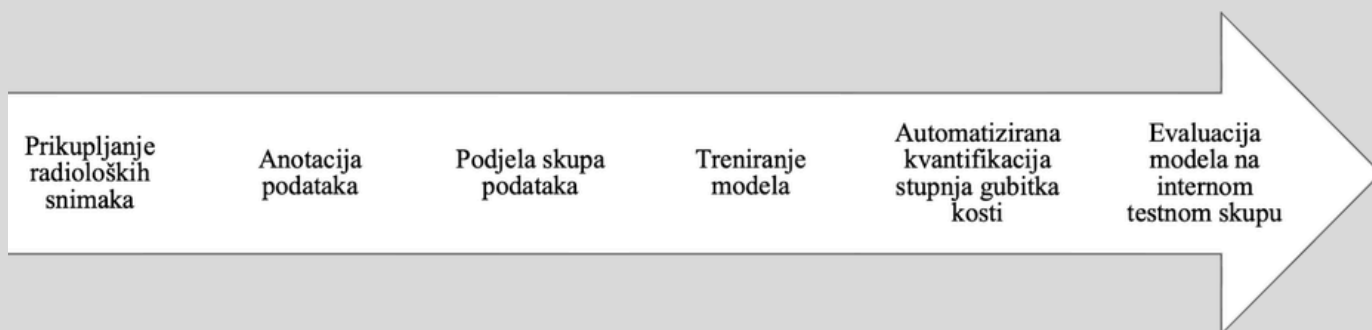 Prikupljanje
radioloških
snimaka
Anotacija
podataka
Podjela skupa
podataka
Treniranje
modela
Automatizirana
kvantifikacija
stupnja gubitka
kosti
Evaluacija
modela na
internom
testnom skupu